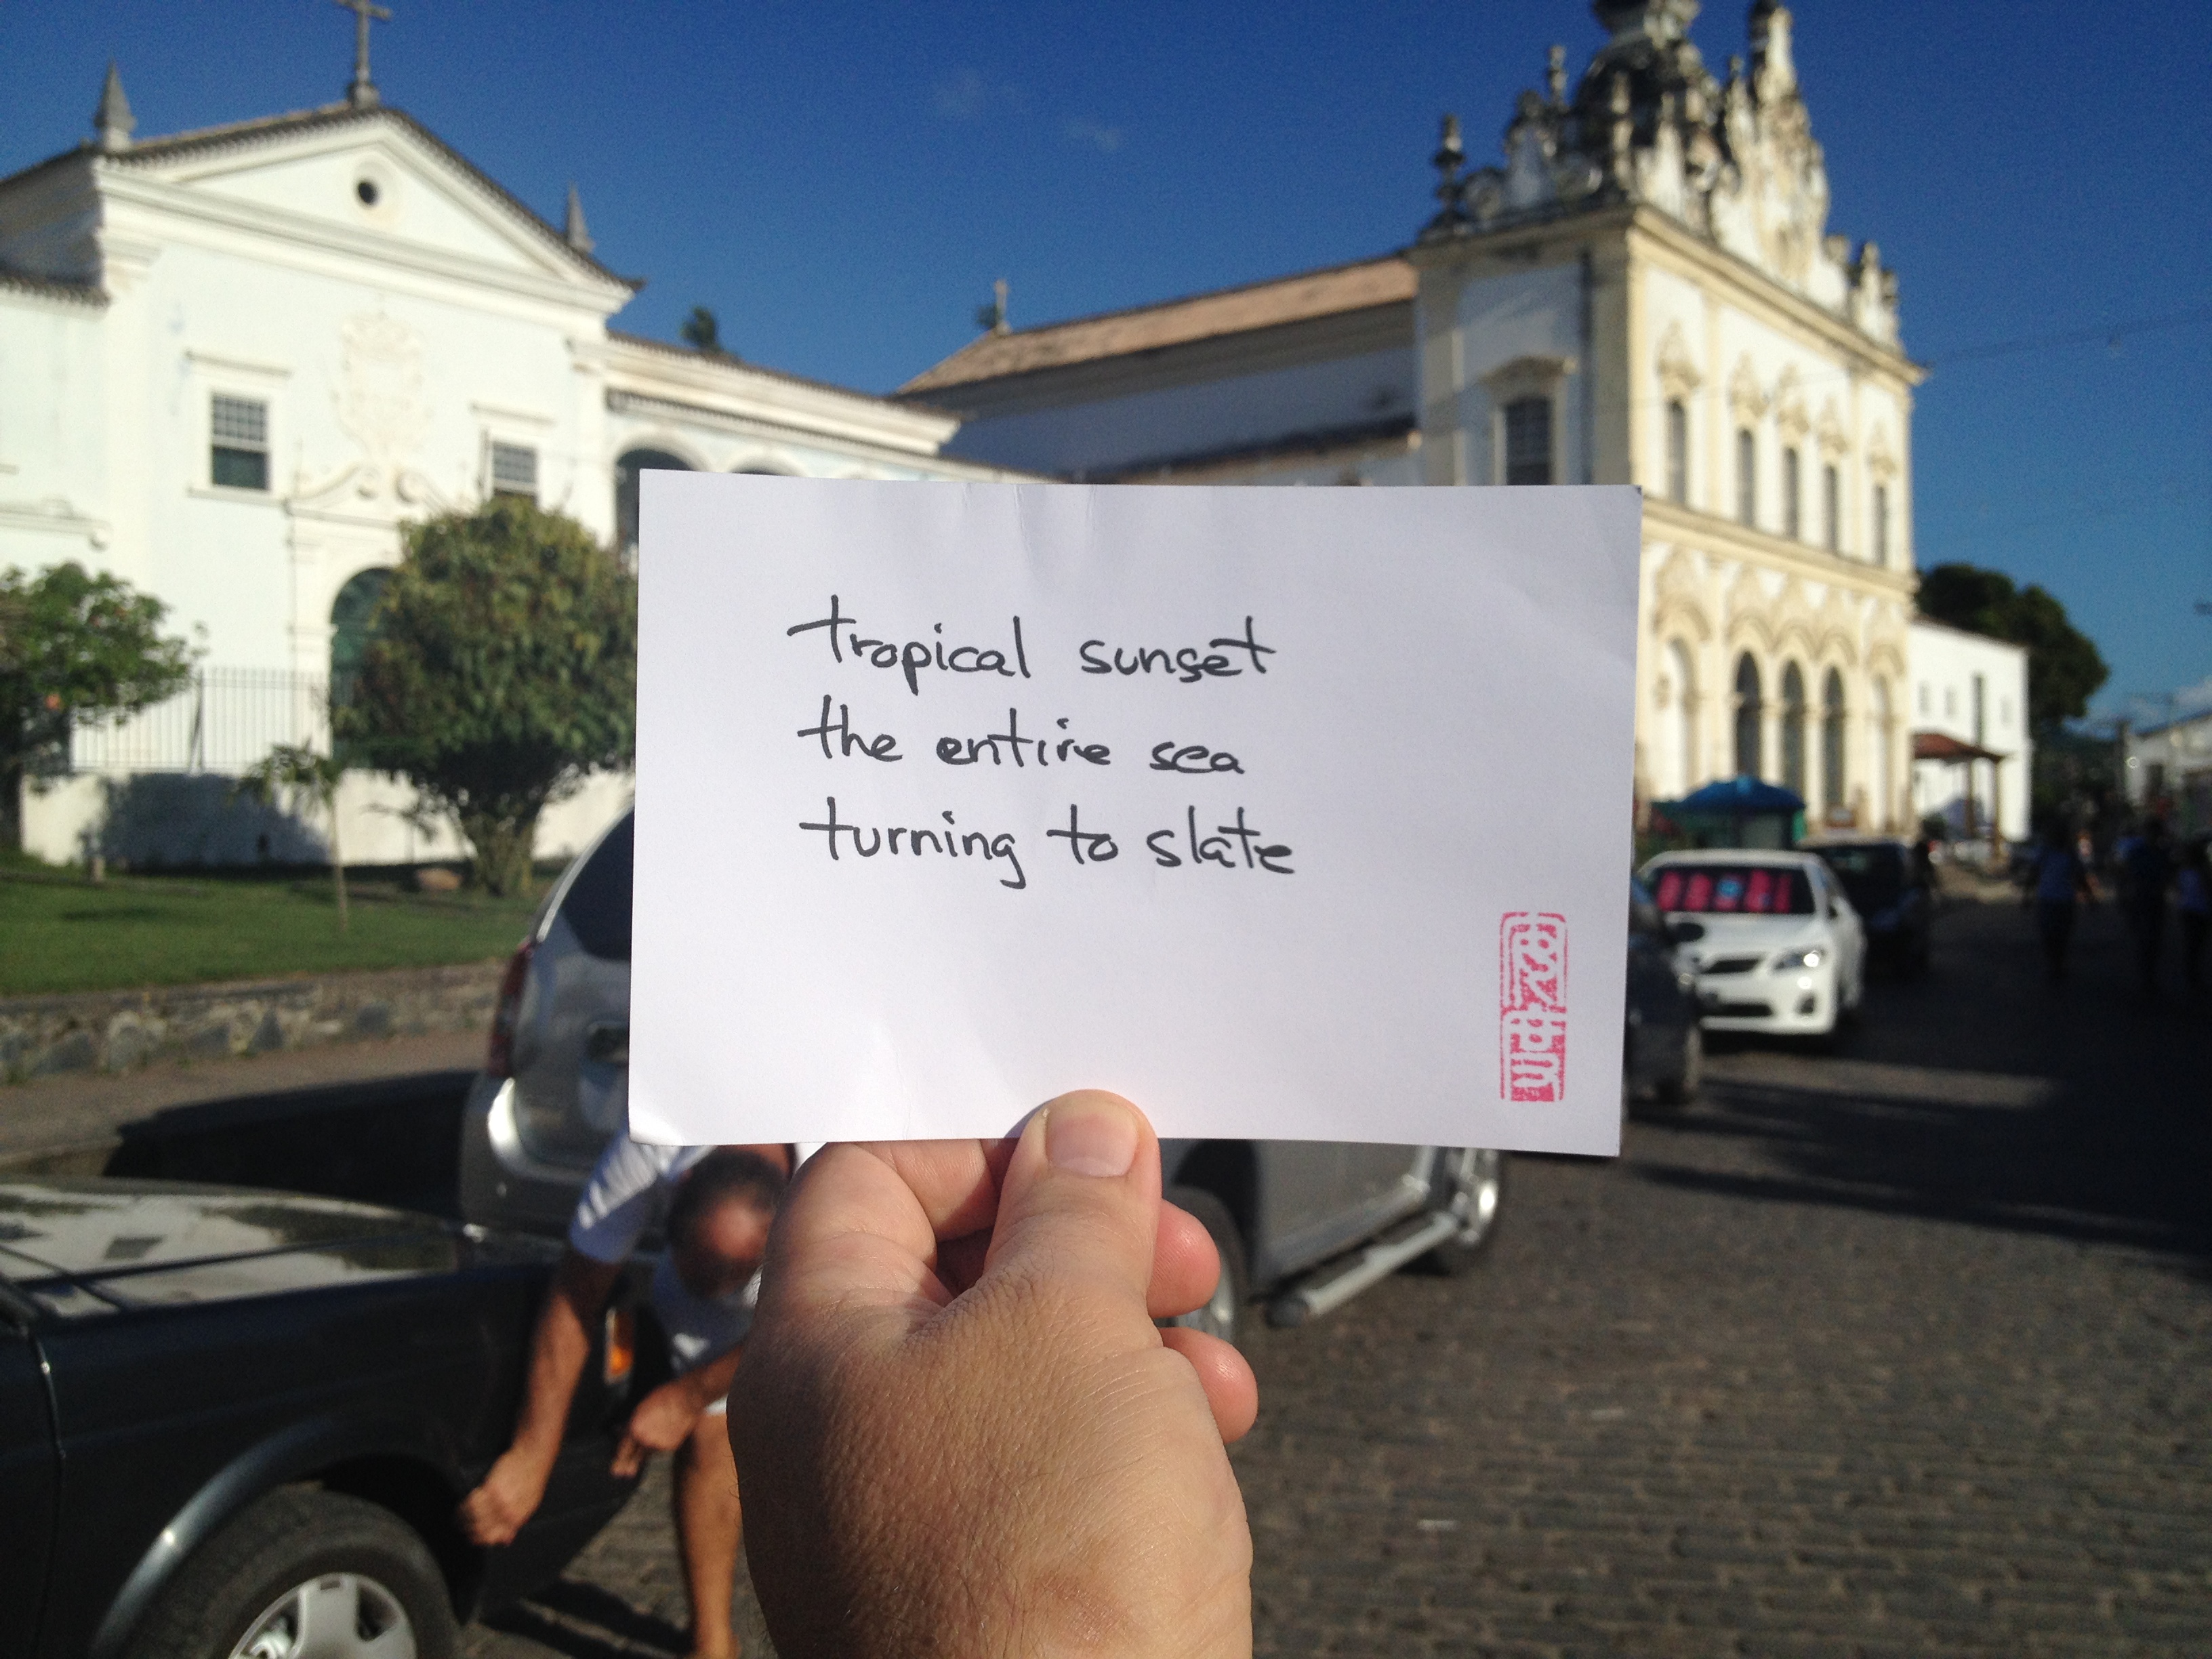 tropical sunset
the entire sea
turning to slate